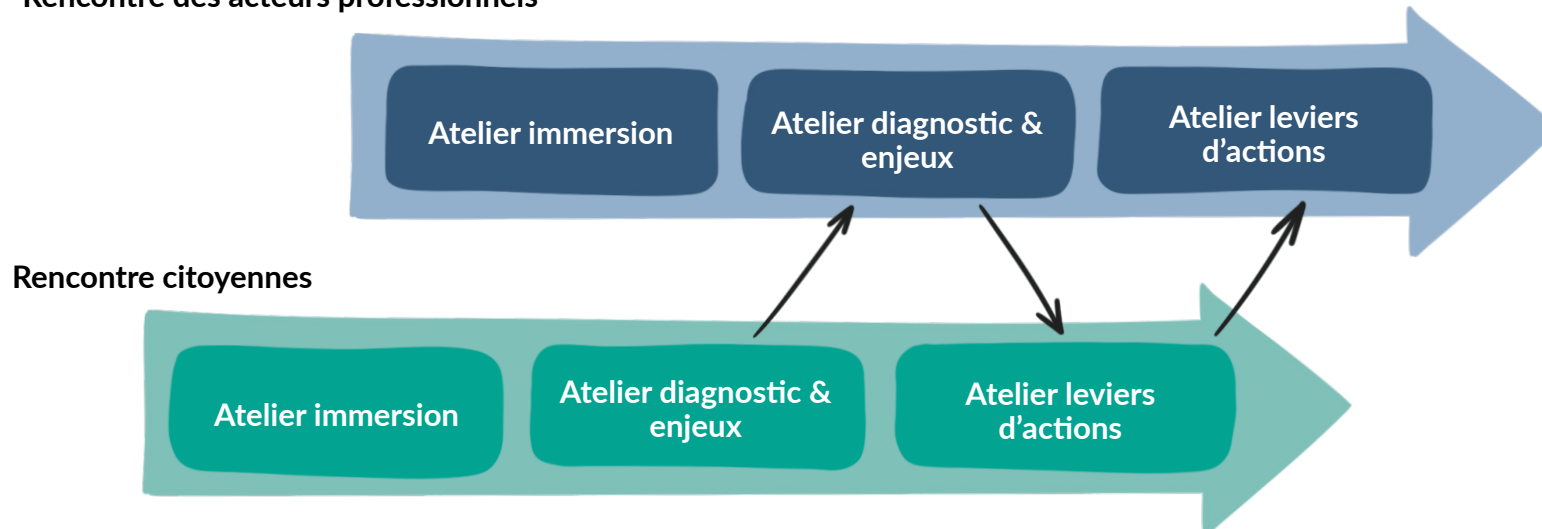 Rencontre des acteurs professionnels
Atelier immersion
Atelier diagnostic &
enjeux
Atelier leviers
d’actions
Rencontre citoyennes
Atelier immersion
Atelier diagnostic &
enjeux
Atelier leviers
d’actions